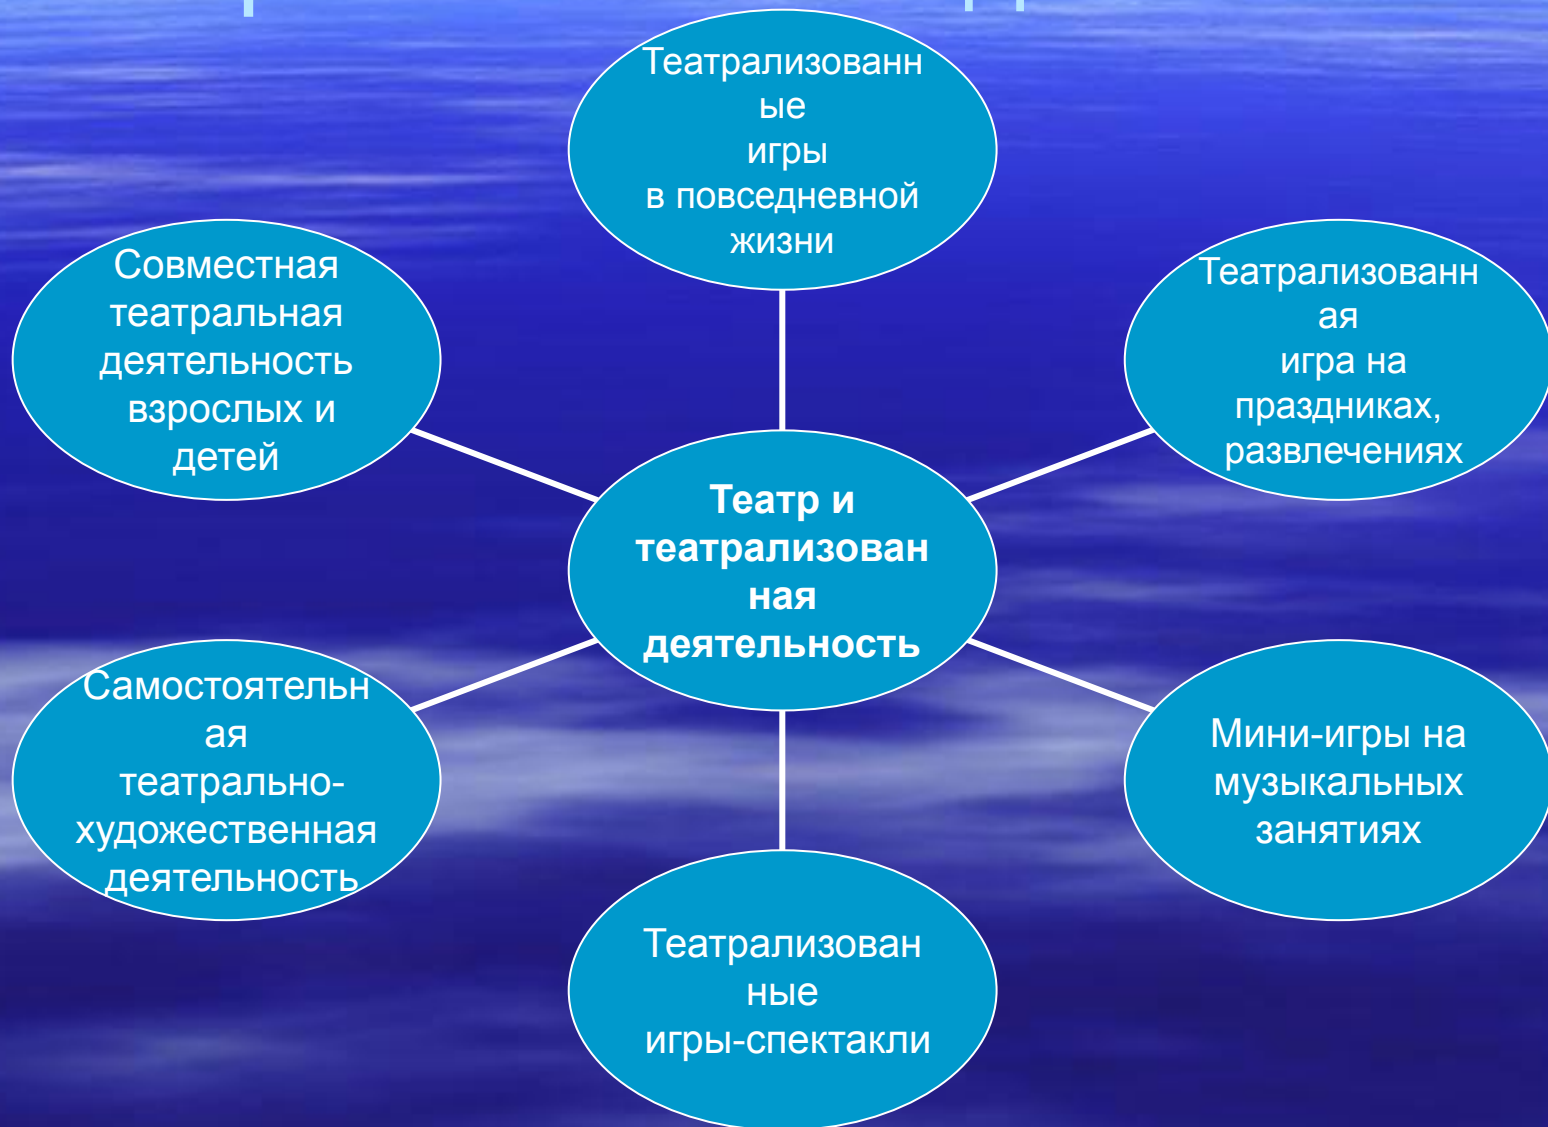 Театрализованн
ые
игры
в повседневной
жизни
Совместная
театральная
деятельность
взрослых и
детей
Театрализованн
ая
игра на
праздниках,
развлечениях
Театр и
театрализован
ная
деятельность
Самостоятельн
ая
театрально-
художественная
деятельность
Мини-игры на
музыкальных
занятиях
Театрализован
ные
игры-спектакли